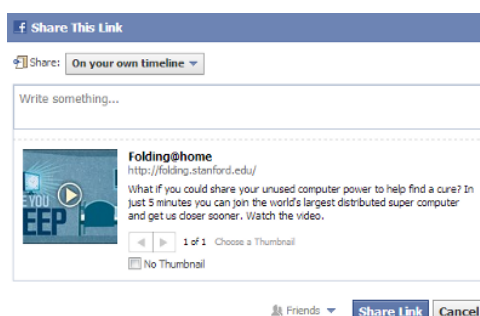 f Share This Link
Share: On your own timeline
Write something...
Folding@home
http://folding.stanford.edu/
What if you could share your unused computer power to help find a cure? In
just 5 minutes you can join the world's largest distributed super computer
and get us closer sooner. Watch the video.
E YOU
EEP
1 of 1 Choose a Thumbnail
No Thumbnail
Friends Share Link Cancel